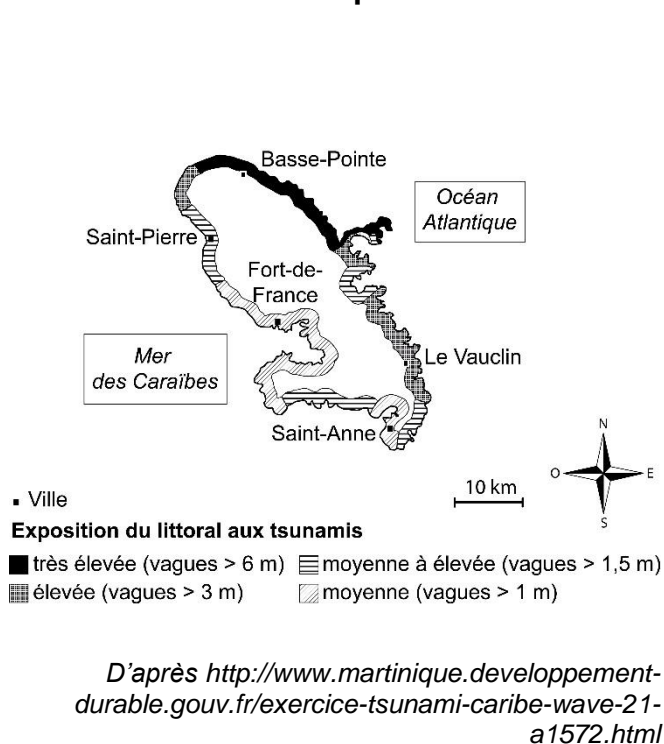 Basse-Pointe
Océan
Atlantique
Saint-Pierre
Fort-de-
France
Mer
des Caraïbes
Le Vauclin
Saint-Anne
N
O
E
S
10 km
Ville
Exposition du littoral aux tsunamis
très élevée (vagues > 6 m)
moyenne à élevée (vagues > 1,5 m)
élevée (vagues > 3 m)
moyenne (vagues > 1 m)
D'après http://www.martinique.developpement-
durable.gouv.fr/exercice-tsunami-caribe-wave-21-
a1572.html